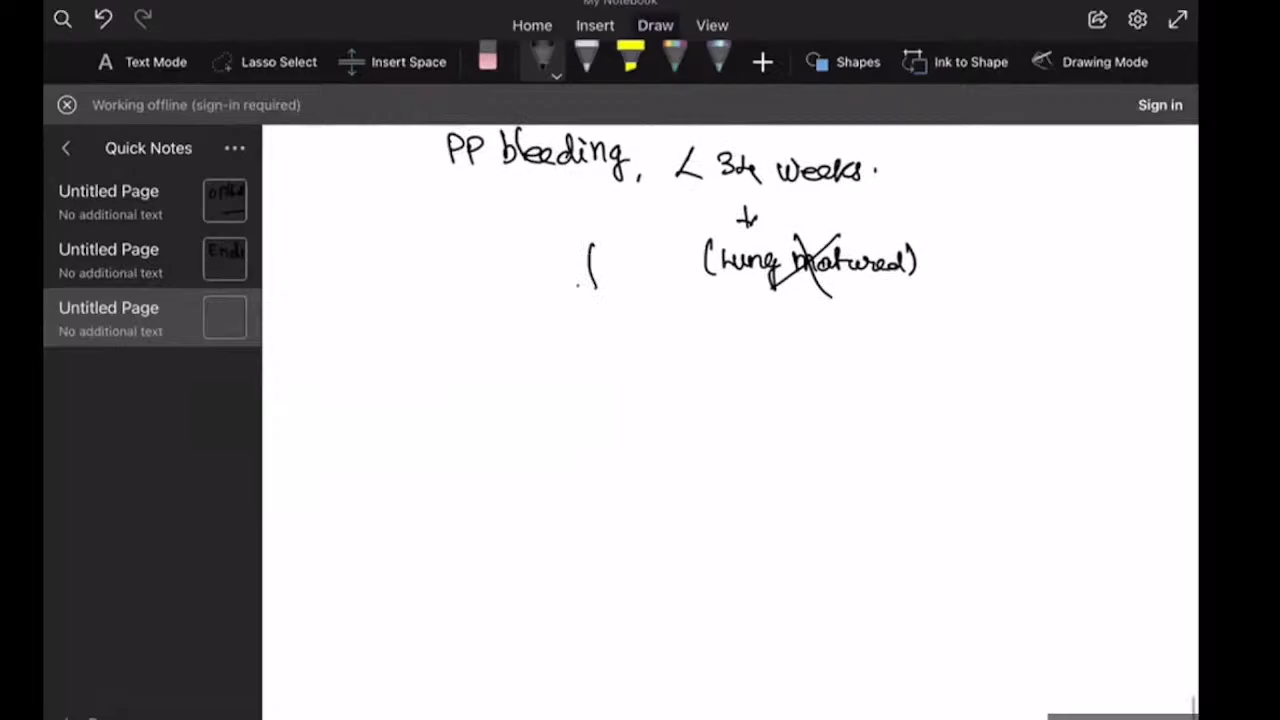 My Notebook
Home Insert Draw View
Text Mode Lasso Select Insert Space Shapes Ink to Shape Drawing Mode
Working offline (sign-in required) Sign in
Quick Notes
Untitled Page
No additional text
Untitled Page
No additional text
Untitled Page
No additional text
PP bleeding, < 34 weeks.
(Lung matured)
(